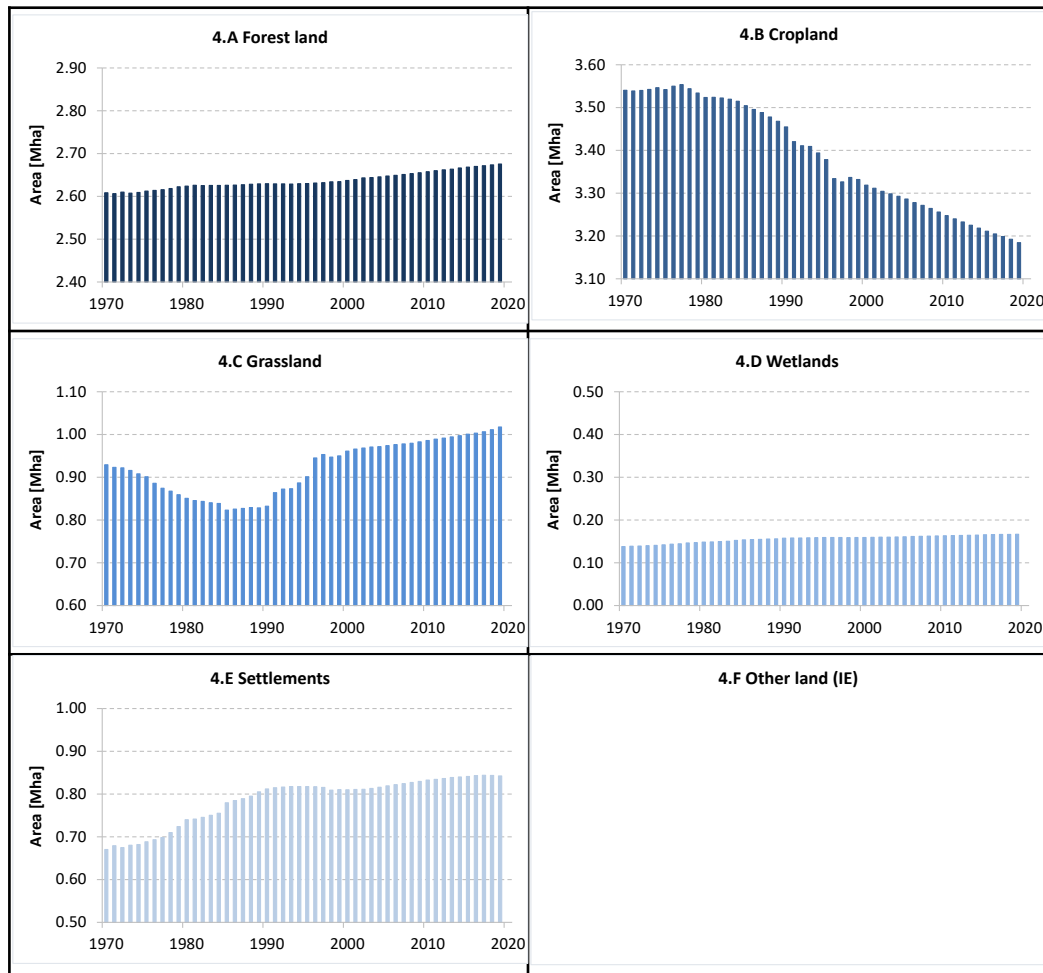 4.A Forest land
Area [Mha]
2.90
2.80
2.70
2.60
2.50
2.40
1970 1980 1990 2000 2010 2020
4.B Cropland
Area [Mha]
3.60
3.50
3.40
3.30
3.20
3.10
1970 1980 1990 2000 2010 2020
4.C Grassland
Area [Mha]
1.10
1.00
0.90
0.80
0.70
0.60
1970 1980 1990 2000 2010 2020
4.D Wetlands
Area [Mha]
0.50
0.40
0.30
0.20
0.10
0.00
1970 1980 1990 2000 2010 2020
4.E Settlements
Area [Mha]
1.00
0.90
0.80
0.70
0.60
0.50
1970 1980 1990 2000 2010 2020
4.F Other land (IE)